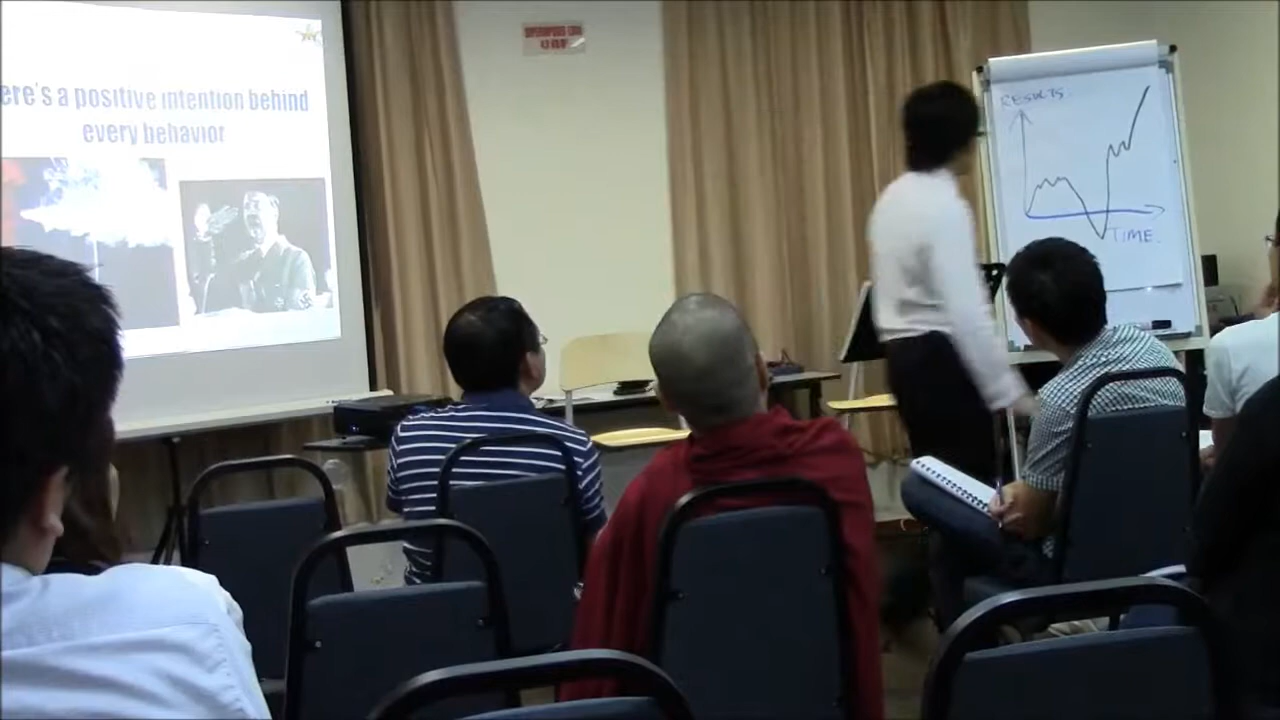 ere's a positive intention behind
every behavior
RESULTS.
TIME.